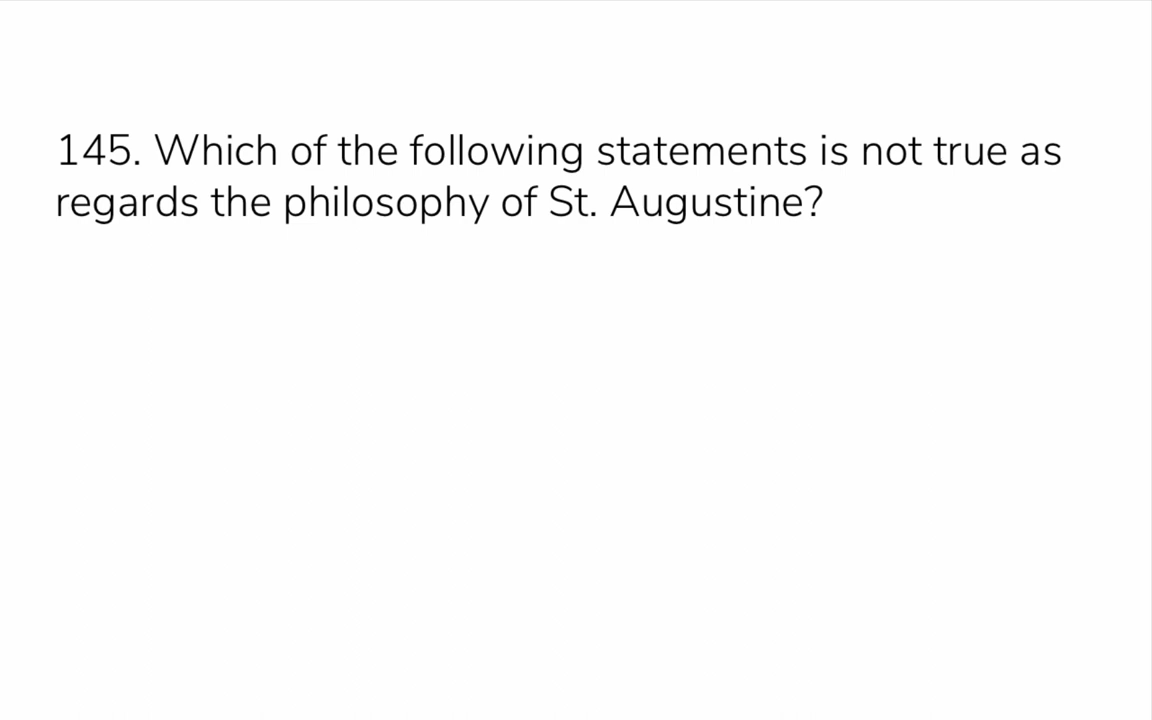 145. Which of the following statements is not true as
regards the philosophy of St. Augustine?